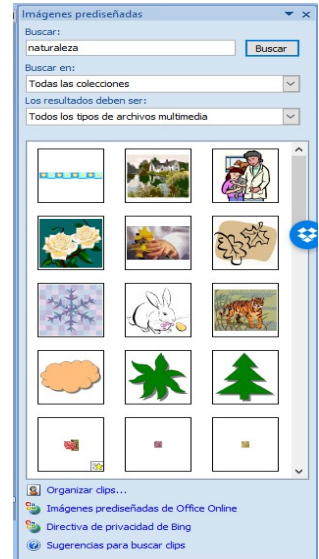 Imágenes prediseñadas
Buscar:
naturaleza
Buscar
Buscar en:
Todas las colecciones
Los resultados deben ser:
Todos los tipos de archivos multimedia
Organizar clips...
Imágenes prediseñadas de Office Online
Directiva de privacidad de Bing
Sugerencias para buscar clips